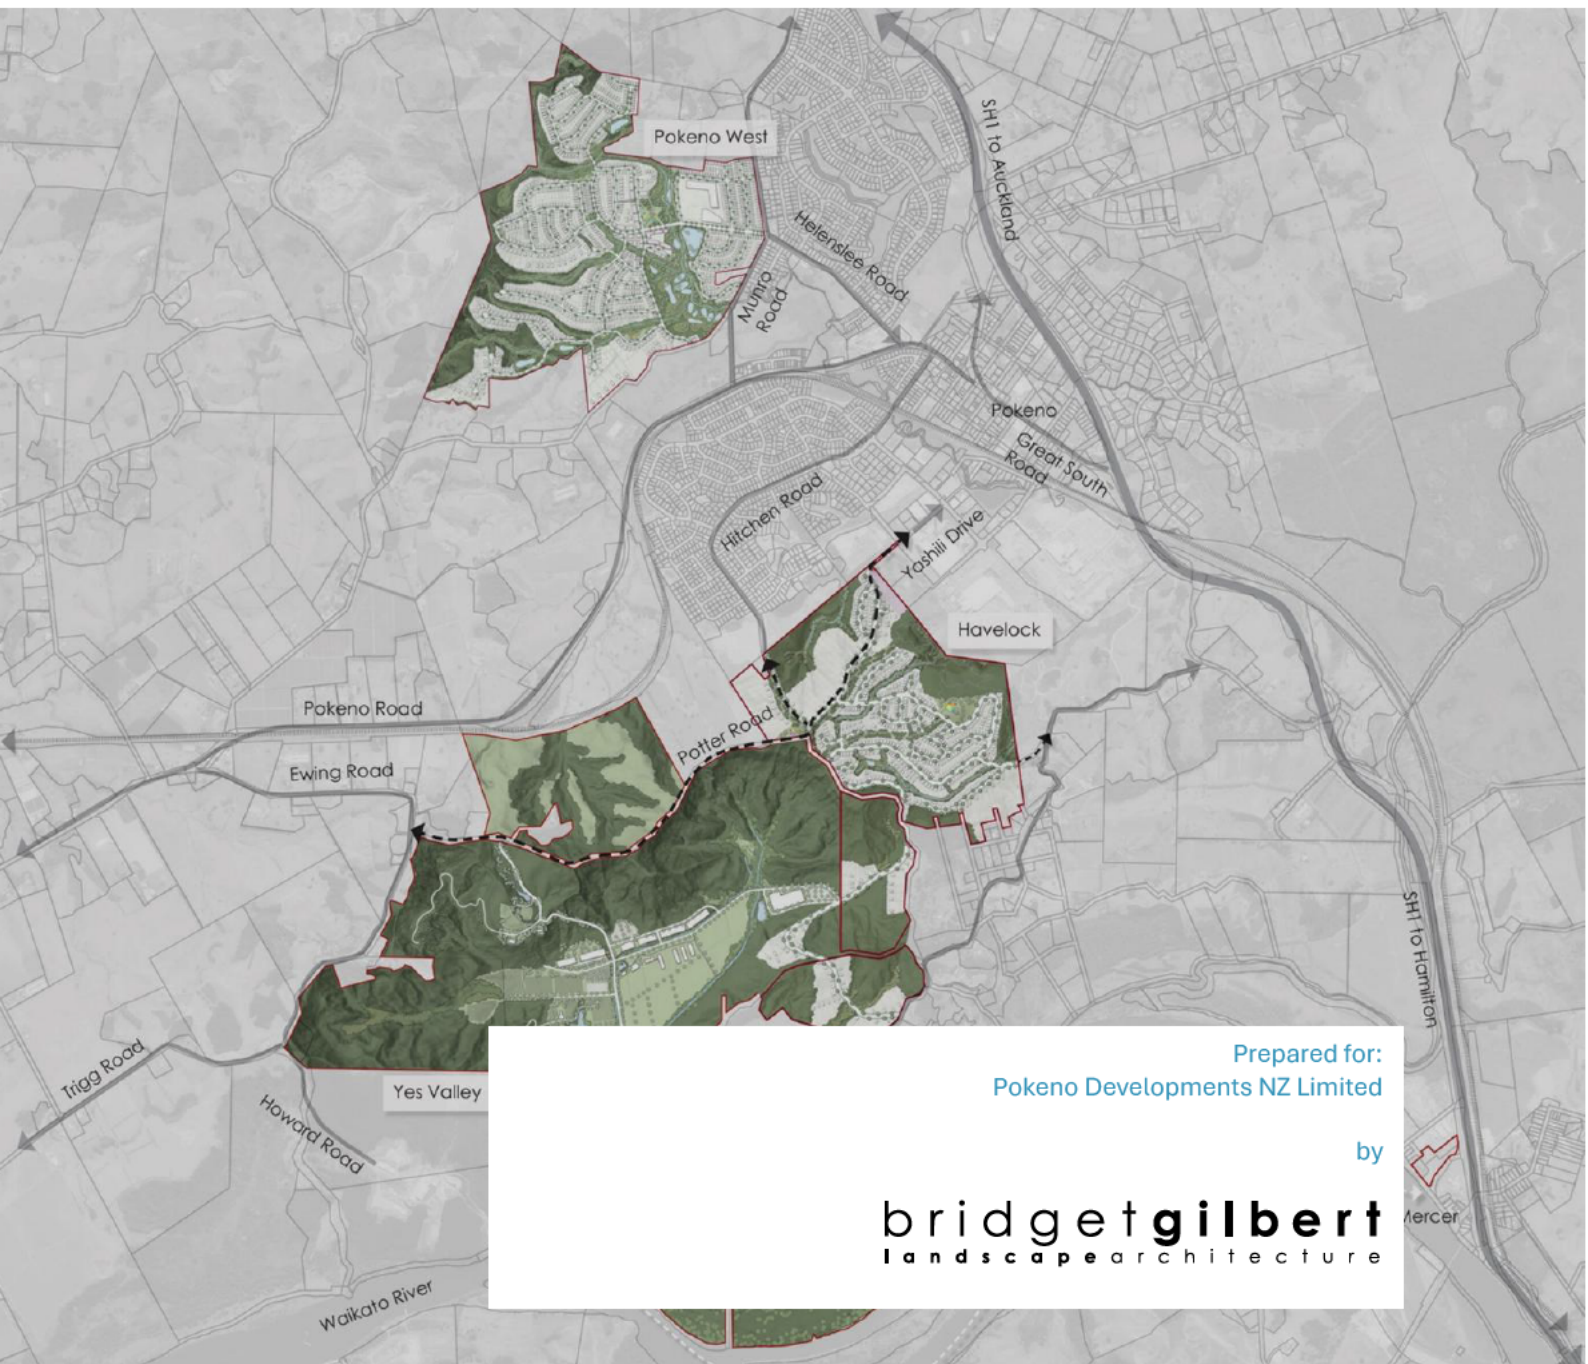 Pokeno West
SH1 to Auckland
Helenslee Road
Munro
Road
Pokeno
Great South
Road
Hitchen Road
Yashili Drive
Havelock
Pokeno Road
Potter Road
Ewing Road
SH1 to Hamilton
Trigg Road
Yes Valley
Howard Road
Prepared for:
Pokeno Developments NZ Limited
by
bridgetgilbert
landscapearchitecture
Mercer
Waikato River